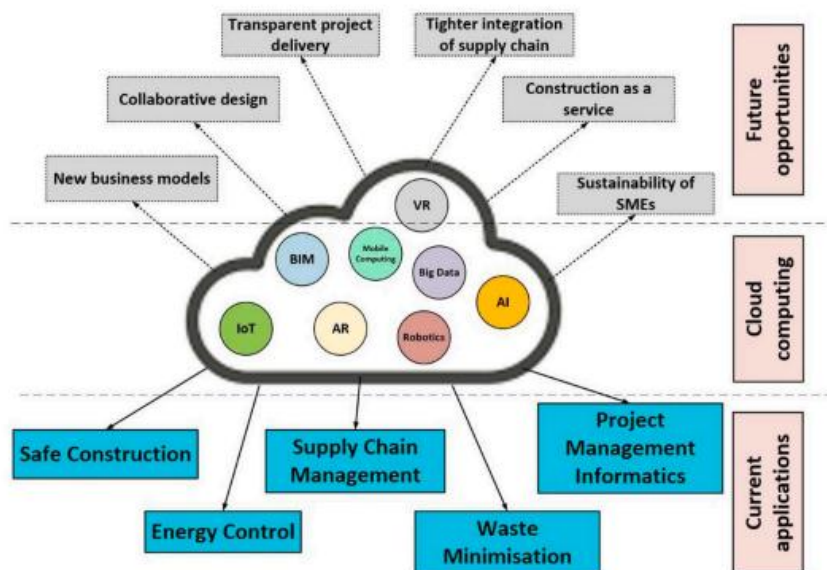 Transparent project
delivery
Tighter integration
of supply chain
Collaborative design
Construction as a
service
New business models
Sustainability of
SMEs
Future
opportunities
VR
BIM
Mobile
Computing
Big Data
AI
IoT
AR
Robotics
Cloud
computing
Safe Construction
Supply Chain
Management
Project
Management
Informatics
Energy Control
Waste
Minimisation
Current
applications